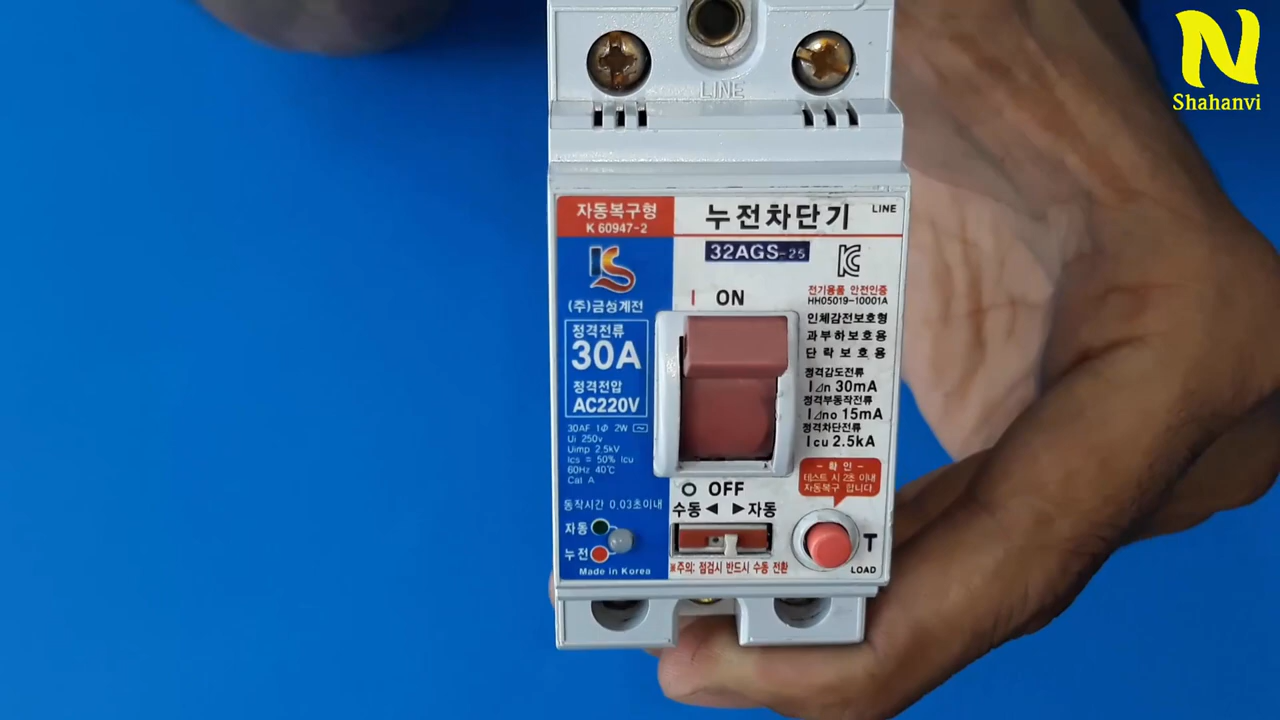 N
Shahanvi
LINE
자동복구형
K 60947-2
누전차단기
LINE
32AGS-25
KS
(주)금성계전
정격전류
30A
정격전압
AC220V
30AF 1Φ 2W
Ui 250v
Uimp 2.5kV
Ics = 50% Icu
60Hz 40℃
Cat A
동작시간 0.03초이내
자동
누전
Made in Korea
I ON
전기용품 안전인증
HH05019-10001A
인체감전보호형
과부하보호용
단락보호용
정격감도전류
I⊿n 30mA
정격부동작전류
I⊿no 15mA
정격차단전류
Icu 2.5kA
- 확인 -
테스트 시 2초 이내
자동복구 합니다.
O OFF
수동◀ ▶자동
※주의: 점검시 반드시 수동 전환
T
LOAD